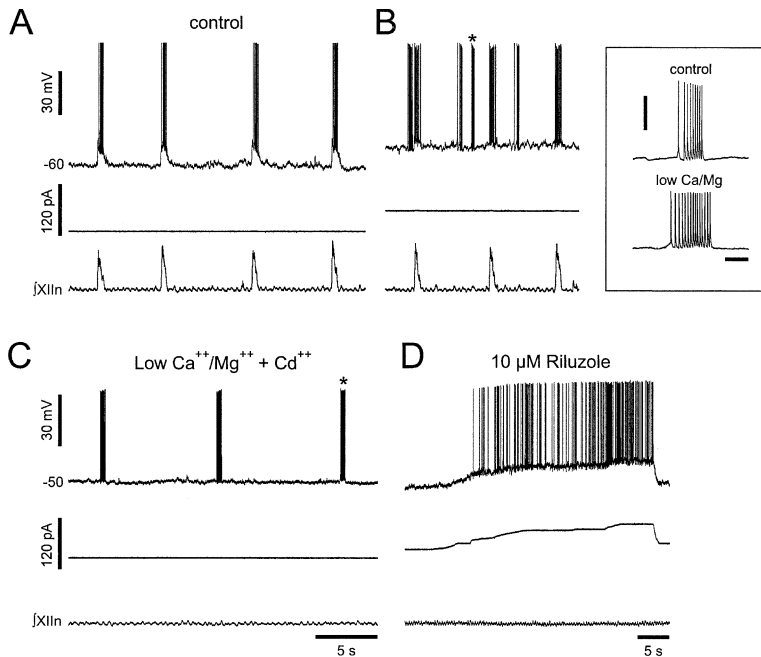 A
control
B
*
30 mV
-60
120 pA
∫XIIn
control
low Ca/Mg
C
Low Ca++/Mg++ + Cd++
*
30 mV
-50
120 pA
∫XIIn
5 s
D
10 µM Riluzole
5 s